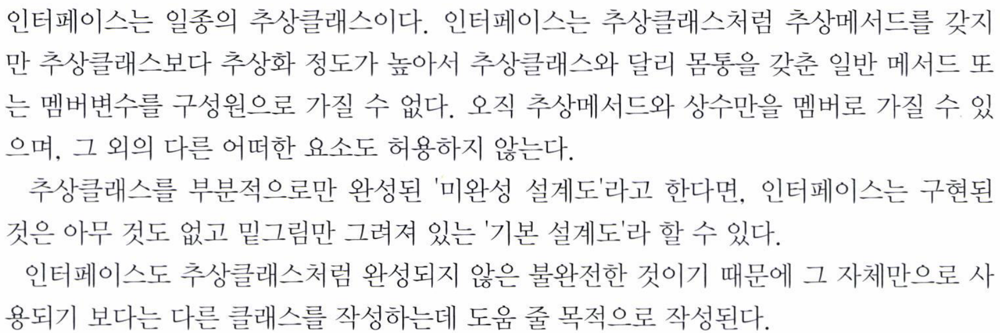 인터페이스는 일종의 추상클래스이다. 인터페이스는 추상클래스처럼 추상메서드를 갖지
만 추상클래스보다 추상화 정도가 높아서 추상클래스와 달리 몸통을 갖춘 일반 메서드 또
는 멤버변수를 구성원으로 가질 수 없다. 오직 추상메서드와 상수만을 멤버로 가질 수 있
으며, 그 외의 다른 어떠한 요소도 허용하지 않는다.
추상클래스를 부분적으로만 완성된 '미완성 설계도'라고 한다면, 인터페이스는 구현된
것은 아무 것도 없고 밑그림만 그려져 있는 '기본 설계도'라 할 수 있다.
인터페이스도 추상클래스처럼 완성되지 않은 불완전한 것이기 때문에 그 자체만으로 사
용되기 보다는 다른 클래스를 작성하는데 도움 줄 목적으로 작성된다.